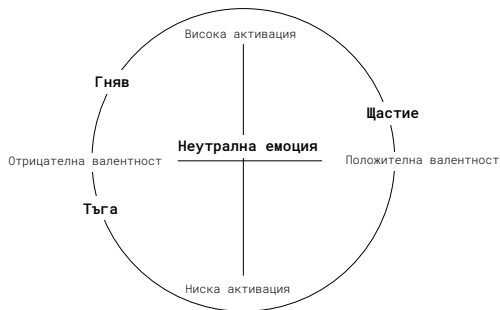 Висока активация
Гняв
Щастие
Неутрална емоция
Отрицателна валентност
Положителна валентност
Тъга
Ниска активация